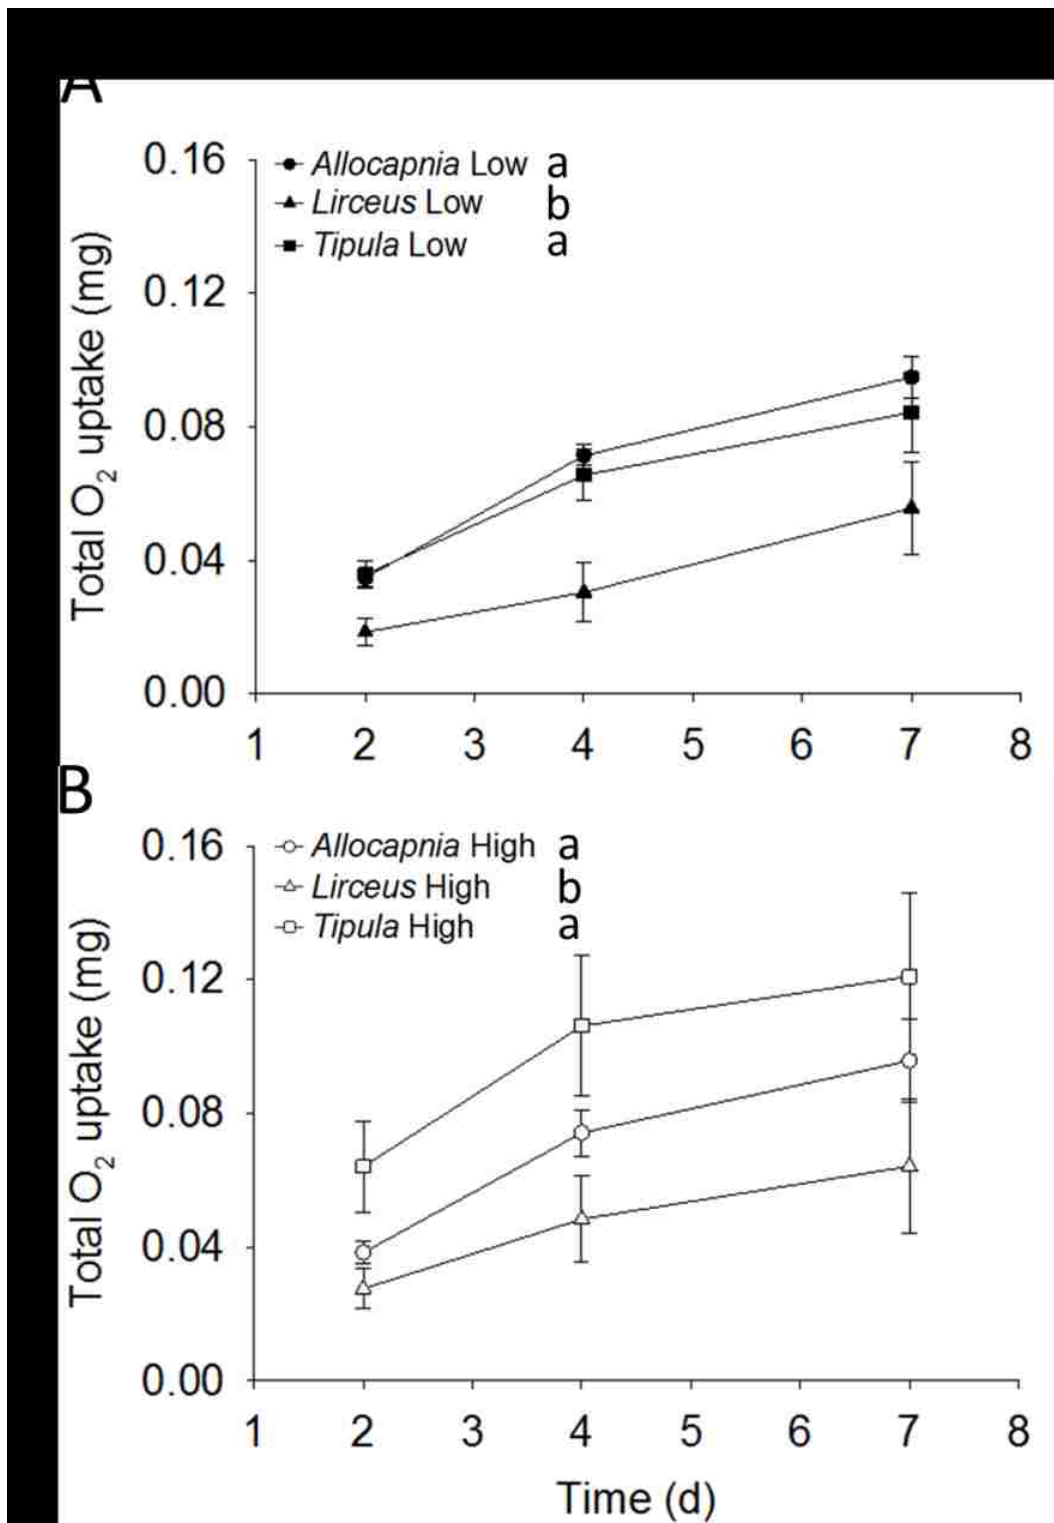 A
0.16
Allocapnia Low a
Lirceus Low b
Tipula Low a
0.12
0.08
0.04
0.00
Total O2 uptake (mg)
1 2 3 4 5 6 7 8
B
0.16
Allocapnia High a
Lirceus High b
Tipula High a
0.12
0.08
0.04
0.00
Total O2 uptake (mg)
1 2 3 4 5 6 7 8
Time (d)